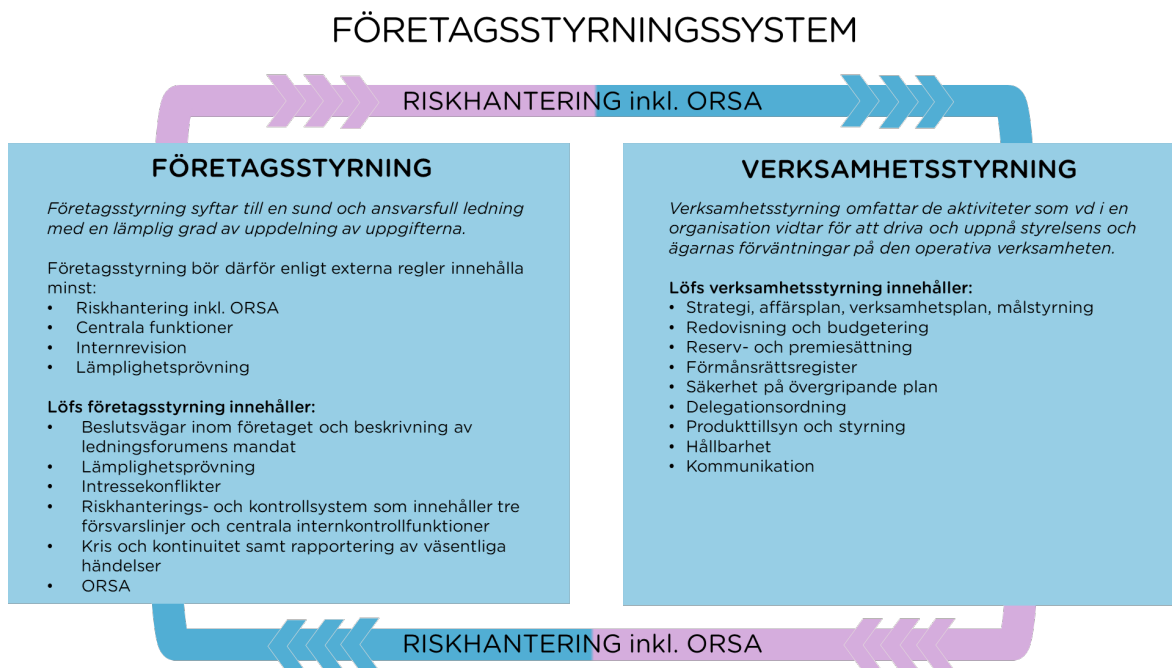 FÖRETAGSSTYRNINGSSYSTEM
RISKHANTERING inkl. ORSA
FÖRETAGSSTYRNING
Företagsstyrning syftar till en sund och ansvarsfull ledning
med en lämplig grad av uppdelning av uppgifterna.
Företagsstyrning bör därför enligt externa regler innehålla
minst:
• Riskhantering inkl. ORSA
• Centrala funktioner
• Internrevision
• Lämplighetsprövning
Löfs företagsstyrning innehåller:
• Beslutsvägar inom företaget och beskrivning av
ledningsforumens mandat
• Lämplighetsprövning
• Intressekonflikter
• Riskhanterings- och kontrollsystem som innehåller tre
försvarslinjer och centrala internkontrollfunktioner
• Kris och kontinuitet samt rapportering av väsentliga
händelser
• ORSA
VERKSAMHETSSTYRNING
Verksamhetsstyrning omfattar de aktiviteter som vd i en
organisation vidtar för att driva och uppnå styrelsens och
ägarnas förväntningar på den operativa verksamheten.
Löfs verksamhetsstyrning innehåller:
• Strategi, affärsplan, verksamhetsplan, målstyrning
• Redovisning och budgetering
• Reserv- och premiesättning
• Förmånsrättsregister
• Säkerhet på övergripande plan
• Delegationsordning
• Produkttillsyn och styrning
• Hållbarhet
• Kommunikation
RISKHANTERING inkl. ORSA